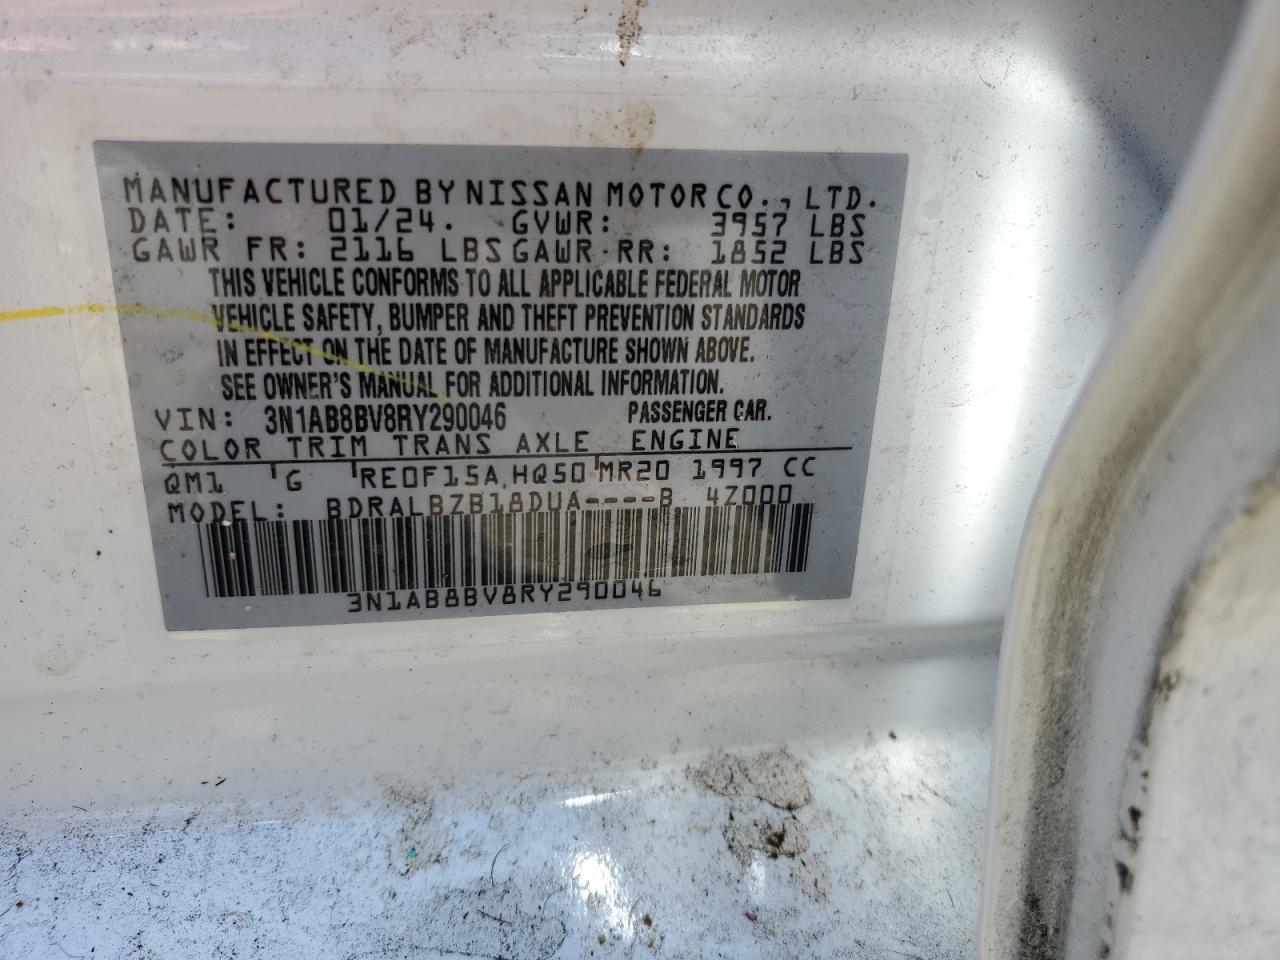 MANUFACTURED BY NISSAN MOTOR CO., LTD.
DATE: 01/24. GVWR: 3957 LBS
GAWR FR: 2116 LBS GAWR RR: 1852 LBS
THIS VEHICLE CONFORMS TO ALL APPLICABLE FEDERAL MOTOR
VEHICLE SAFETY, BUMPER AND THEFT PREVENTION STANDARDS
IN EFFECT ON THE DATE OF MANUFACTURE SHOWN ABOVE.
SEE OWNER'S MANUAL FOR ADDITIONAL INFORMATION.
VIN: 3N1AB8BV8RY290046 PASSENGER CAR.
COLOR TRIM TRANS AXLE ENGINE
QM1 G RE0F15A, HQ50 MR20 1997 CC
MODEL: BDRALBZB18DUA----B 4Z000
3N1AB8BV8RY290046